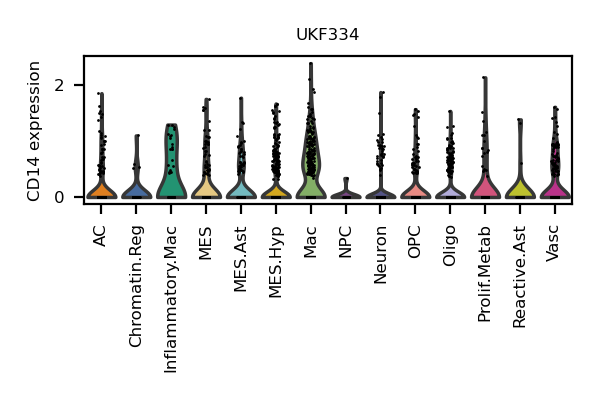 UKF334
CD14 expression
2
0
AC
Chromatin.Reg
Inflammatory.Mac
MES
MES.Ast
MES.Hyp
Mac
NPC
Neuron
OPC
Oligo
Prolif.Metab
Reactive.Ast
Vasc